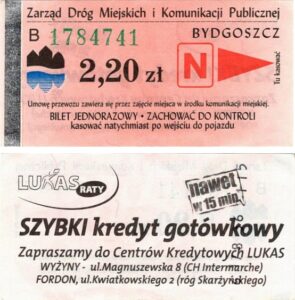 Zarząd Dróg Miejskich i Komunikacji Publicznej
B 1784741 BYDGOSZCZ
2,20 zł N Tu kasować
Umowę przewozu zawiera się przez zajęcie miejsca w środku komunikacji miejskiej.
BILET JEDNORAZOWY · ZACHOWAĆ DO KONTROLI
kasować natychmiast po wejściu do pojazdu
LUKAS RATY
nawet w 15 min.
SZYBKI kredyt gotówkowy
Zapraszamy do Centrów Kredytowych LUKAS
WYŻYNY - ul.Magnuszewska 8 (CH Intermarche)
FORDON, ul.Kwiatkowskiego 2 (róg Skarżyńskiego)